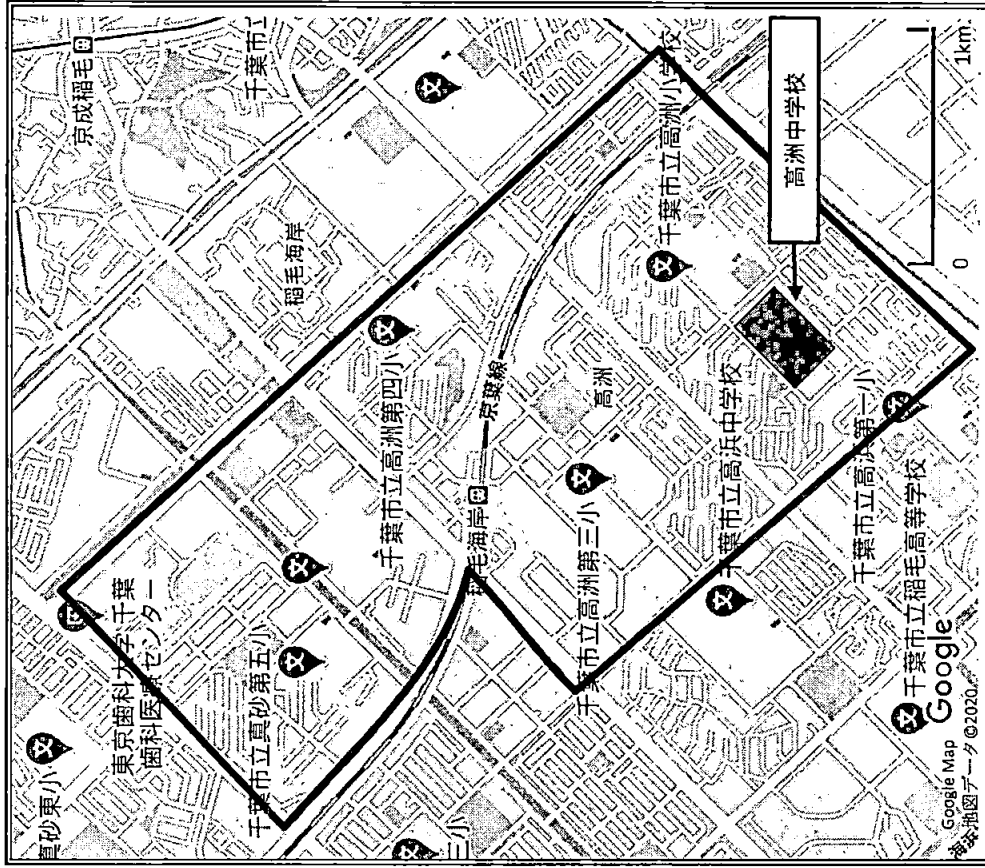 真砂東小
京成稲毛
東京歯科大学千葉
歯科医療センター
千葉市立真砂第五小
千葉市立
稲毛海岸
千葉市立高洲第四小
三小
稲毛海岸
京葉線
千葉市立高洲第三小
高洲
千葉市立高洲小学校
千葉市立高浜中学校
高洲中学校
千葉市立高浜第一小
千葉市立稲毛高等学校
Google
Google Map
地図データ ©2020
0
1km